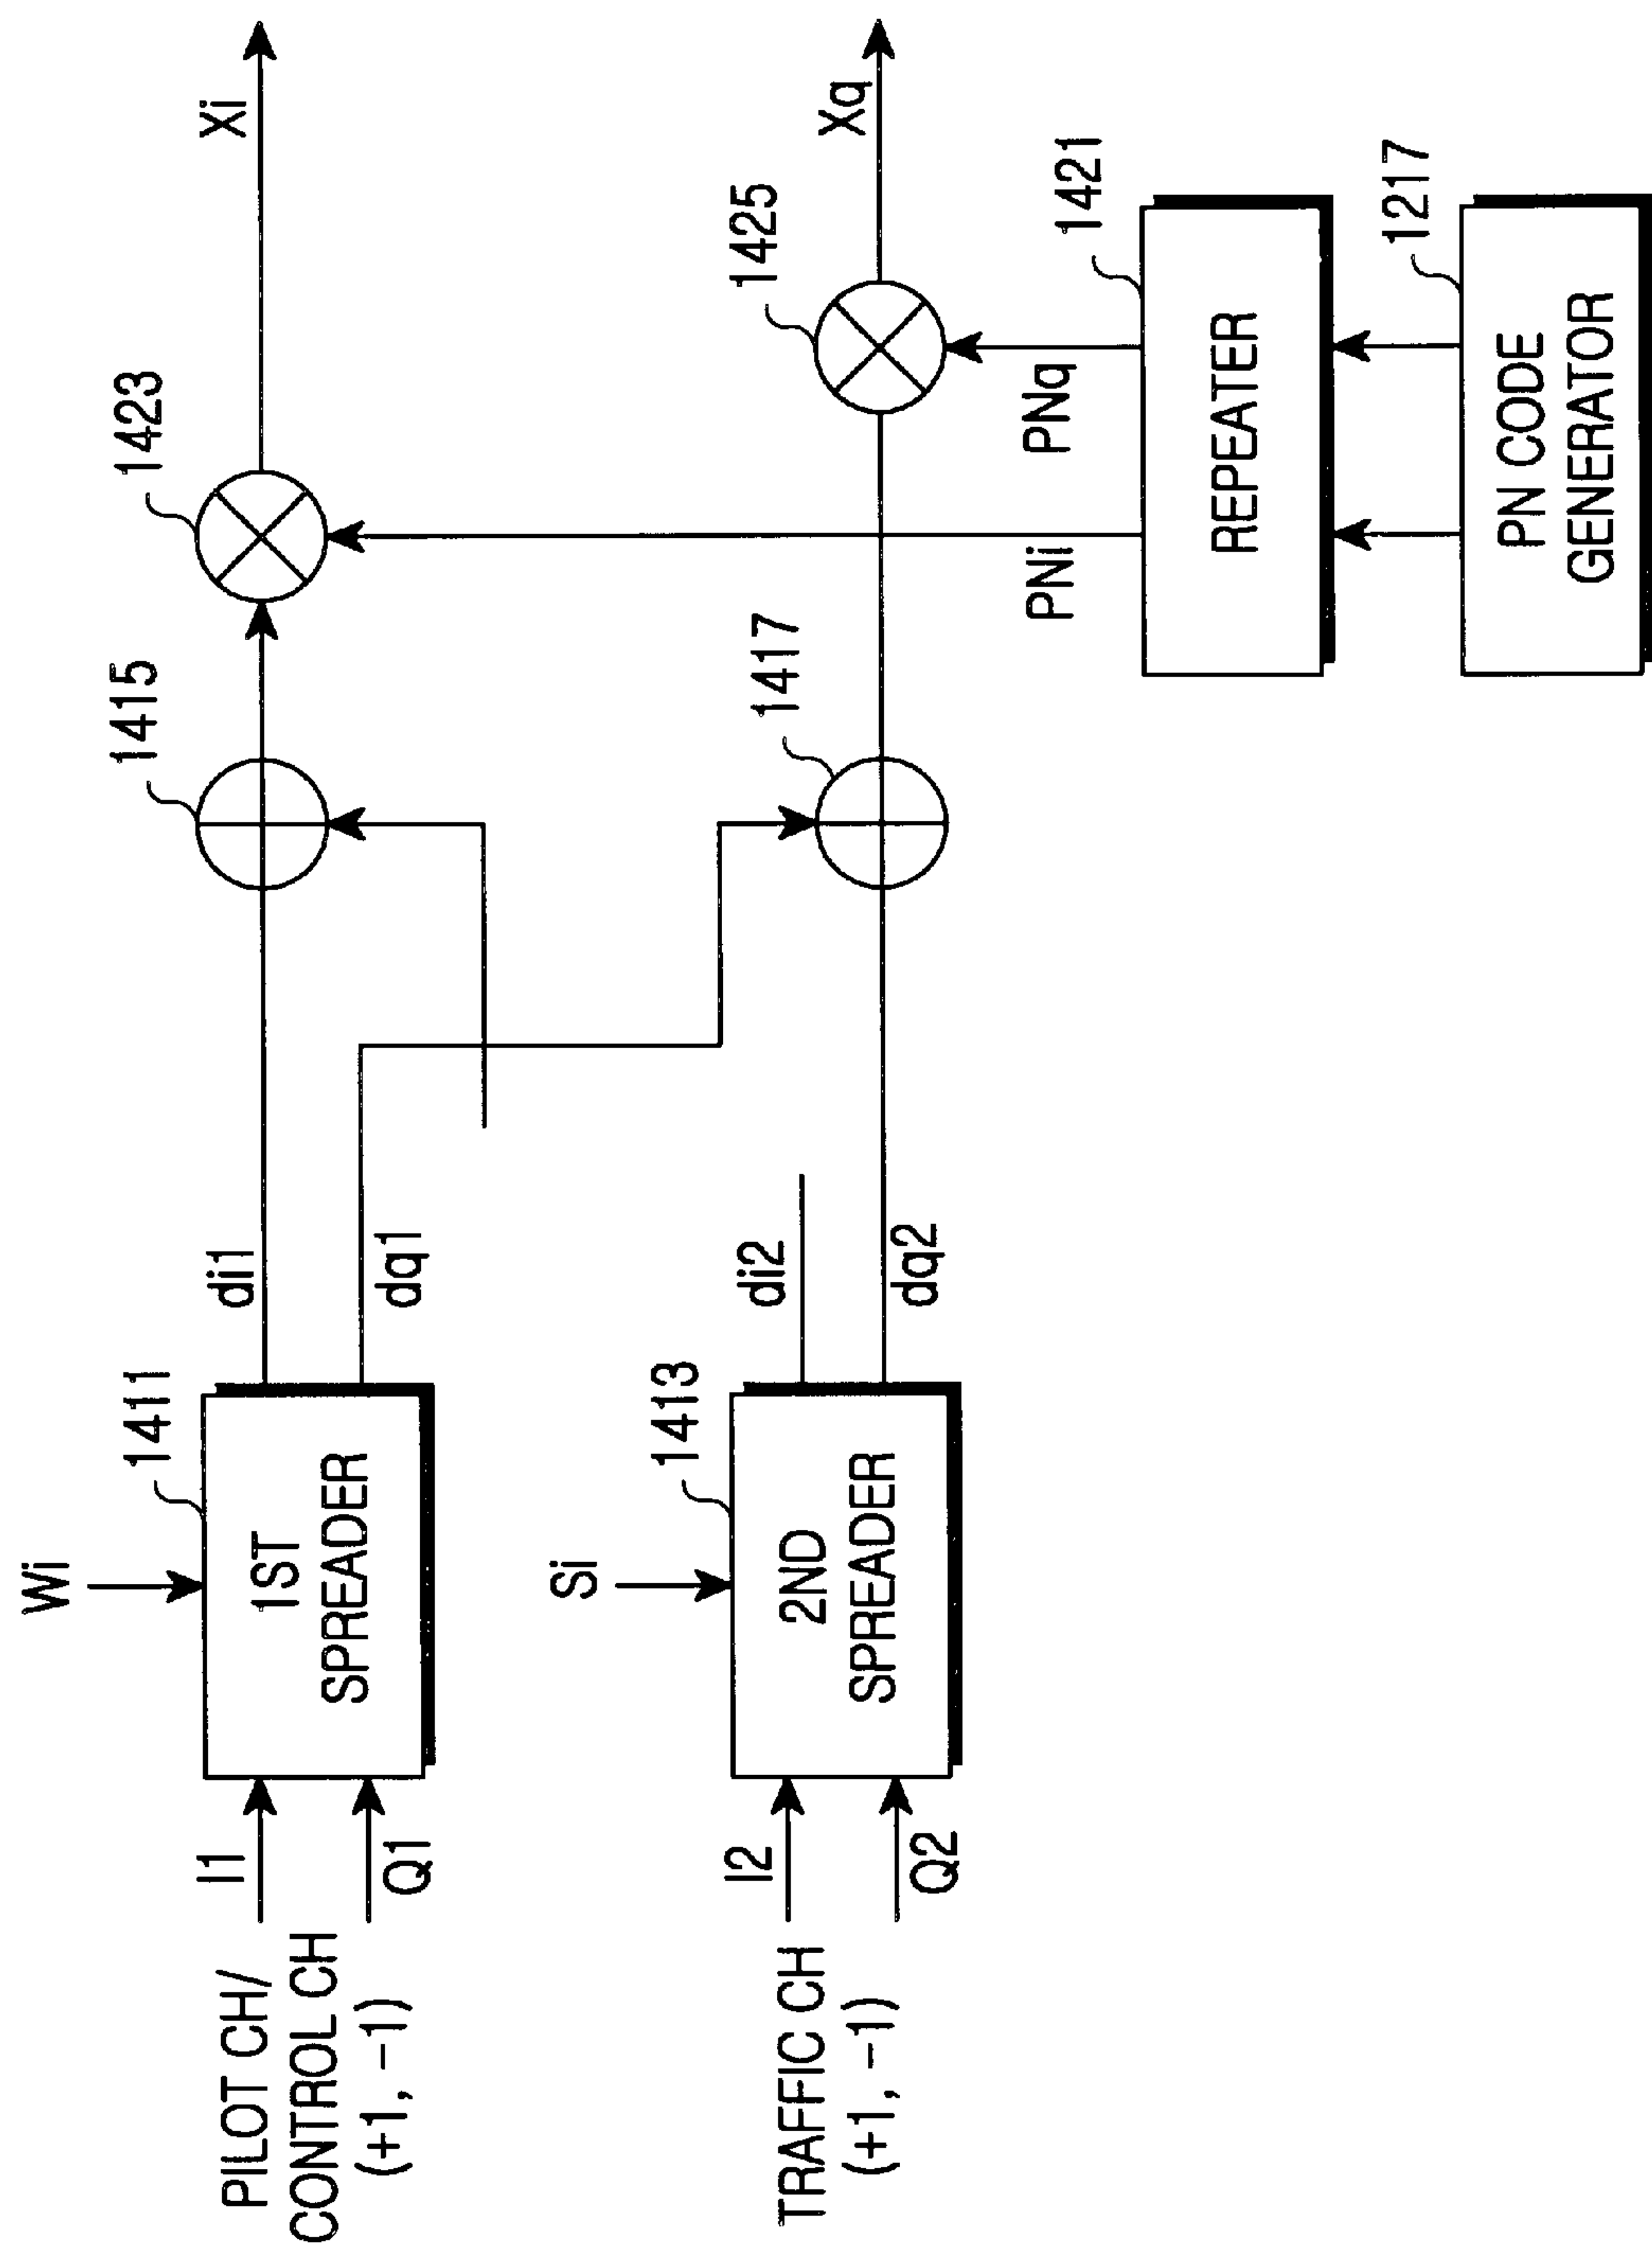 Wi
1411
PILOT CH/
CONTROL CH
(+1, -1)
I1
Q1
1ST
SPREADER
di1
dq1
1415
1423
Xi
Si
1413
TRAFFIC CH
(+1, -1)
I2
Q2
2ND
SPREADER
di2
dq2
1417
1425
Xq
PNi
PNq
1421
REPEATER
1217
PN CODE
GENERATOR